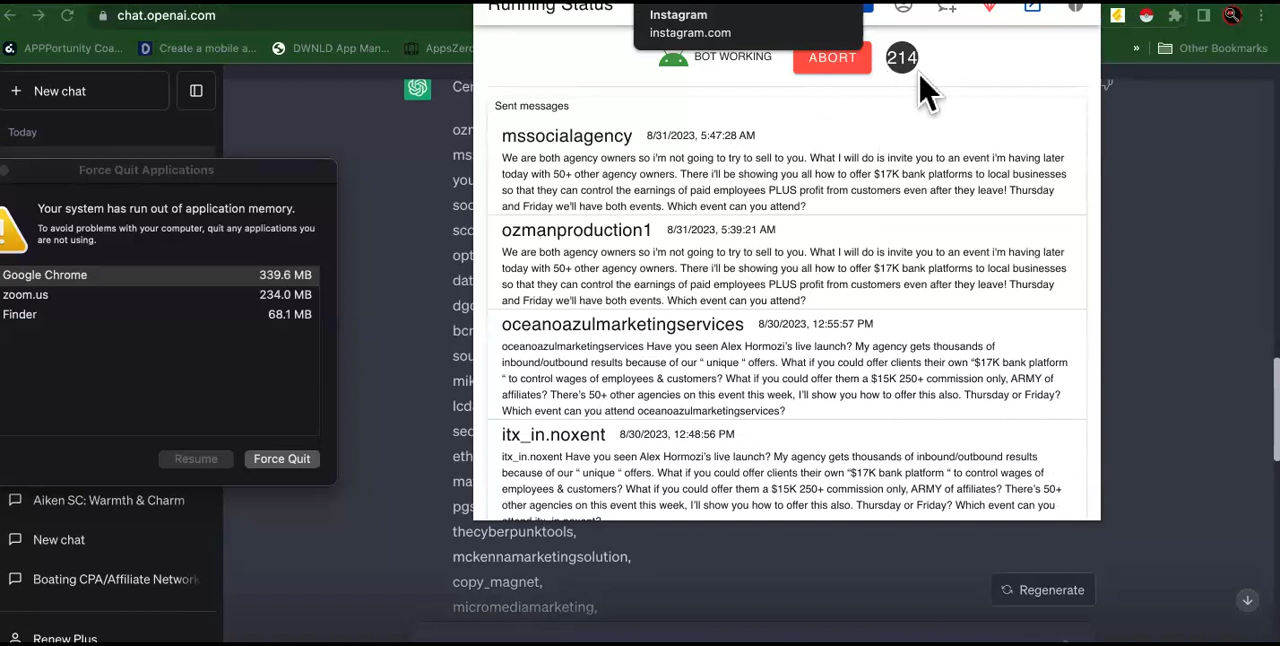 chat.openai.com
APPPortunity Coa...
Create a mobile a...
DWNLD App Man...
AppsZero
»
Other Bookmarks
Running Status
Instagram
instagram.com
BOT WORKING
ABORT
214
+ New chat
Today
Force Quit Applications
Your system has run out of application memory.
To avoid problems with your computer, quit any applications you
are not using.
Google Chrome 339.6 MB
zoom.us 234.0 MB
Finder 68.1 MB
Resume
Force Quit
Aiken SC: Warmth & Charm
New chat
Boating CPA/Affiliate Network
Renew Plus
Sent messages
mssocialagency 8/31/2023, 5:47:28 AM
We are both agency owners so i'm not going to try to sell to you. What I will do is invite you to an event i'm having later
today with 50+ other agency owners. There i'll be showing you all how to offer $17K bank platforms to local businesses
so that they can control the earnings of paid employees PLUS profit from customers even after they leave! Thursday
and Friday we'll have both events. Which event can you attend?
ozmanproduction1 8/31/2023, 5:39:21 AM
We are both agency owners so i'm not going to try to sell to you. What I will do is invite you to an event i'm having later
today with 50+ other agency owners. There i'll be showing you all how to offer $17K bank platforms to local businesses
so that they can control the earnings of paid employees PLUS profit from customers even after they leave! Thursday
and Friday we'll have both events. Which event can you attend?
oceanoazulmarketingservices 8/30/2023, 12:55:57 PM
oceanoazulmarketingservices Have you seen Alex Hormozi's live launch? My agency gets thousands of
inbound/outbound results because of our “ unique “ offers. What if you could offer clients their own “$17K bank platform
“ to control wages of employees & customers? What if you could offer them a $15K 250+ commission only, ARMY of
affiliates? There's 50+ other agencies on this event this week, I'll show you how to offer this also. Thursday or Friday?
Which event can you attend oceanoazulmarketingservices?
itx_in.noxent 8/30/2023, 12:48:56 PM
itx_in.noxent Have you seen Alex Hormozi's live launch? My agency gets thousands of inbound/outbound results
because of our “ unique “ offers. What if you could offer clients their own “$17K bank platform “ to control wages of
employees & customers? What if you could offer them a $15K 250+ commission only, ARMY of affiliates? There's 50+
other agencies on this event this week, I'll show you how to offer this also. Thursday or Friday? Which event can you
attend itx_in.noxent?
Cer
ozm
mss
you
soc
sco
opt
dat
dgc
bcr
sou
mik
lcda
sec
eth
ma
pgs
thecyberpunktools,
mckennamarketingsolution,
copy_magnet,
micromediamarketing,
Regenerate